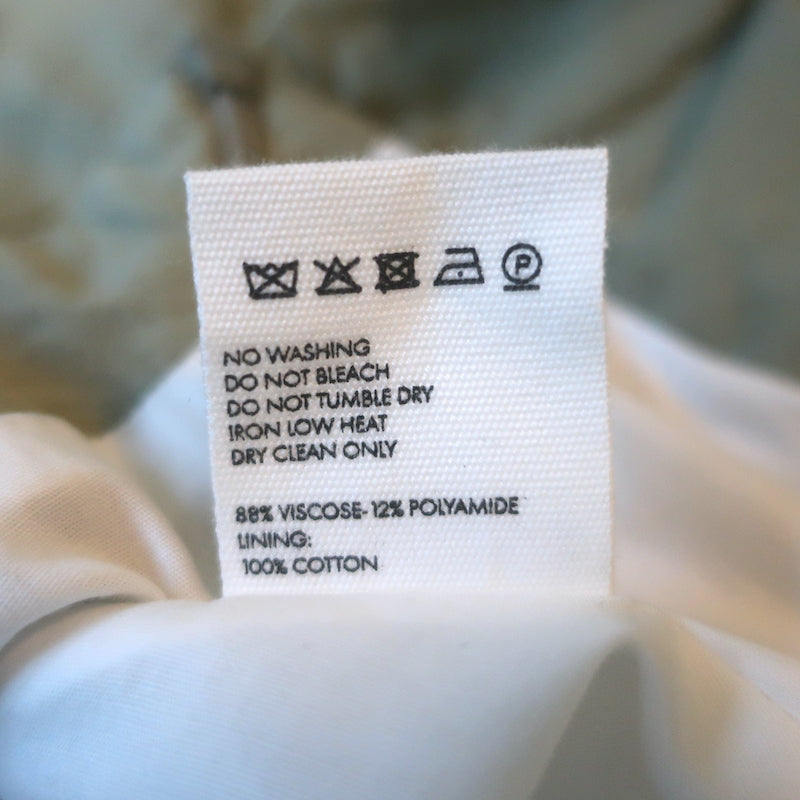 P
NO WASHING
DO NOT BLEACH
DO NOT TUMBLE DRY
IRON LOW HEAT
DRY CLEAN ONLY
88% VISCOSE- 12% POLYAMIDE
LINING:
100% COTTON